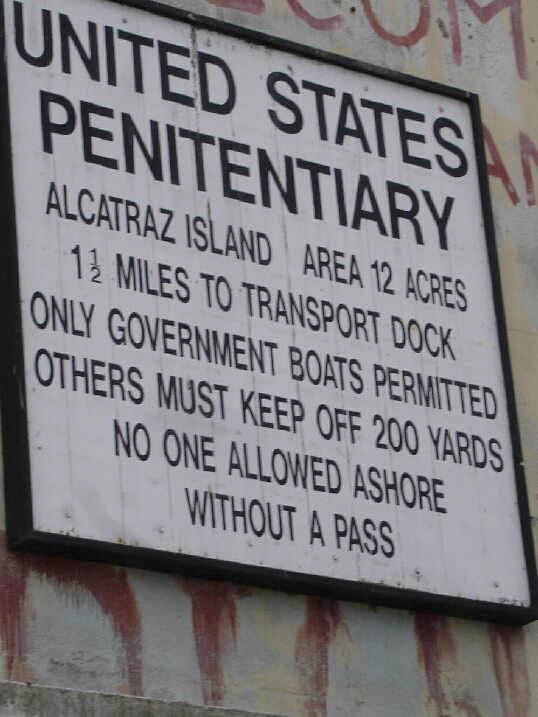 UNITED STATES
PENITENTIARY
ALCATRAZ ISLAND AREA 12 ACRES
1½ MILES TO TRANSPORT DOCK
ONLY GOVERNMENT BOATS PERMITTED
OTHERS MUST KEEP OFF 200 YARDS
NO ONE ALLOWED ASHORE
WITHOUT A PASS